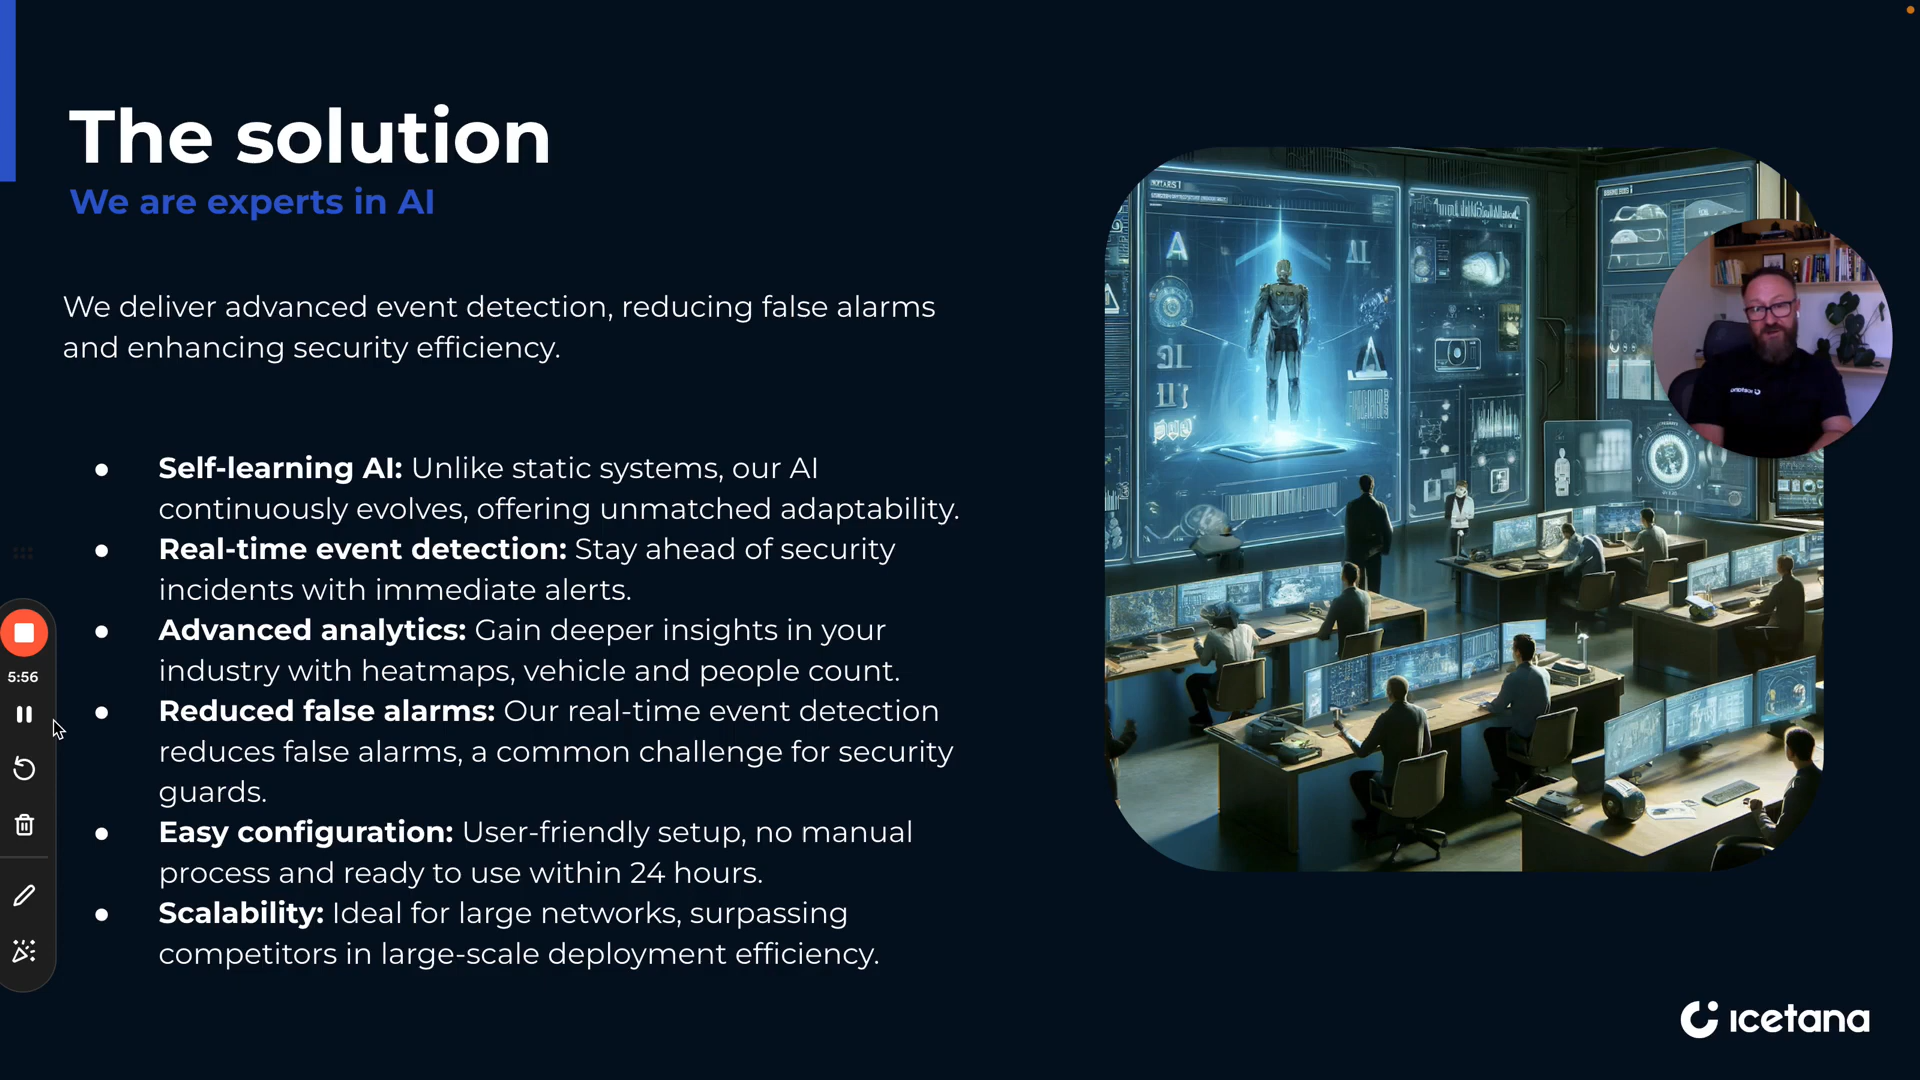 The solution
We are experts in AI
We deliver advanced event detection, reducing false alarms
and enhancing security efficiency.
● Self-learning AI: Unlike static systems, our AI
continuously evolves, offering unmatched adaptability.
● Real-time event detection: Stay ahead of security
incidents with immediate alerts.
● Advanced analytics: Gain deeper insights in your
industry with heatmaps, vehicle and people count.
● Reduced false alarms: Our real-time event detection
reduces false alarms, a common challenge for security
guards.
● Easy configuration: User-friendly setup, no manual
process and ready to use within 24 hours.
● Scalability: Ideal for large networks, surpassing
competitors in large-scale deployment efficiency.
5:56
A
AI
A
icetana